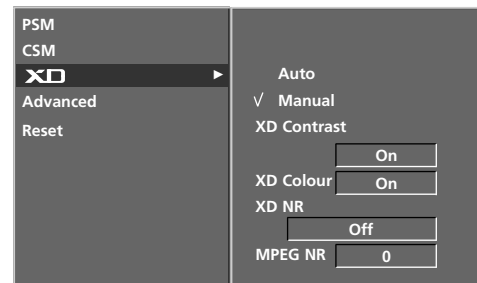 PSM
CSM
XD ►
Advanced
Reset
Auto
√ Manual
XD Contrast
On
XD Colour On
XD NR
Off
MPEG NR 0